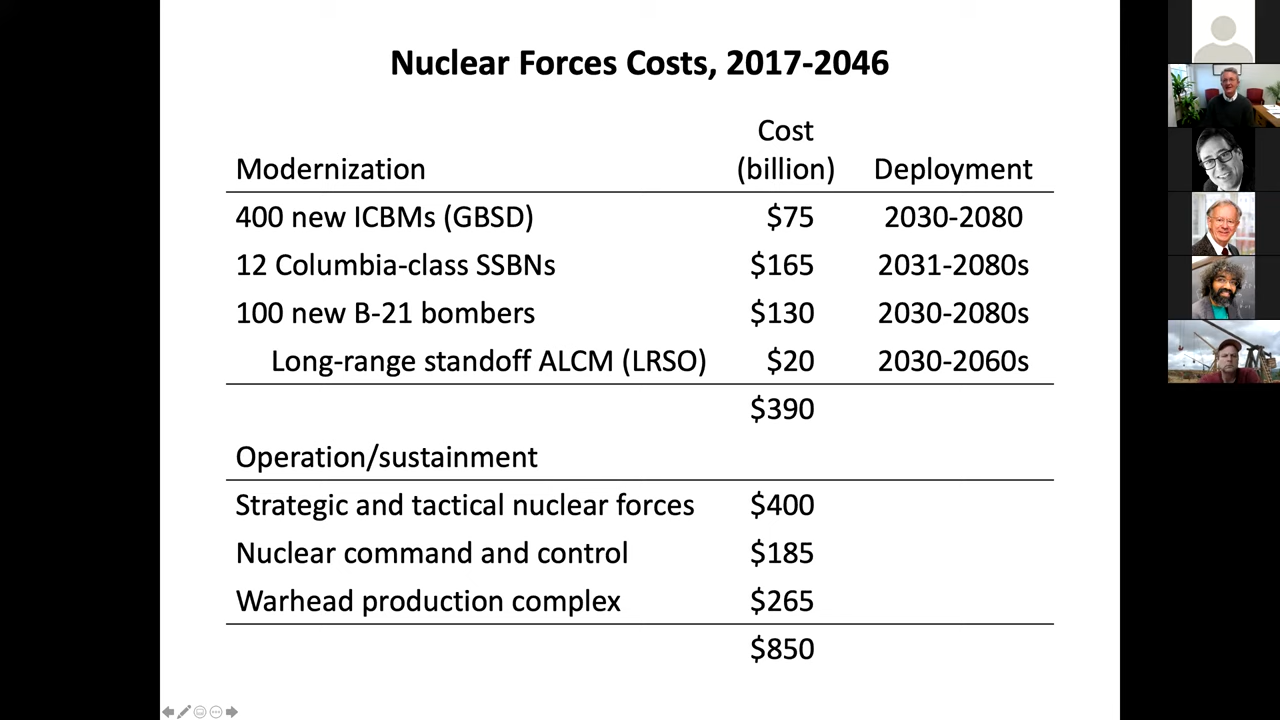 Nuclear Forces Costs, 2017-2046
Cost
Modernization (billion) Deployment
400 new ICBMs (GBSD) $75 2030-2080
12 Columbia-class SSBNs $165 2031-2080s
100 new B-21 bombers $130 2030-2080s
Long-range standoff ALCM (LRSO) $20 2030-2060s
$390
Operation/sustainment
Strategic and tactical nuclear forces $400
Nuclear command and control $185
Warhead production complex $265
$850